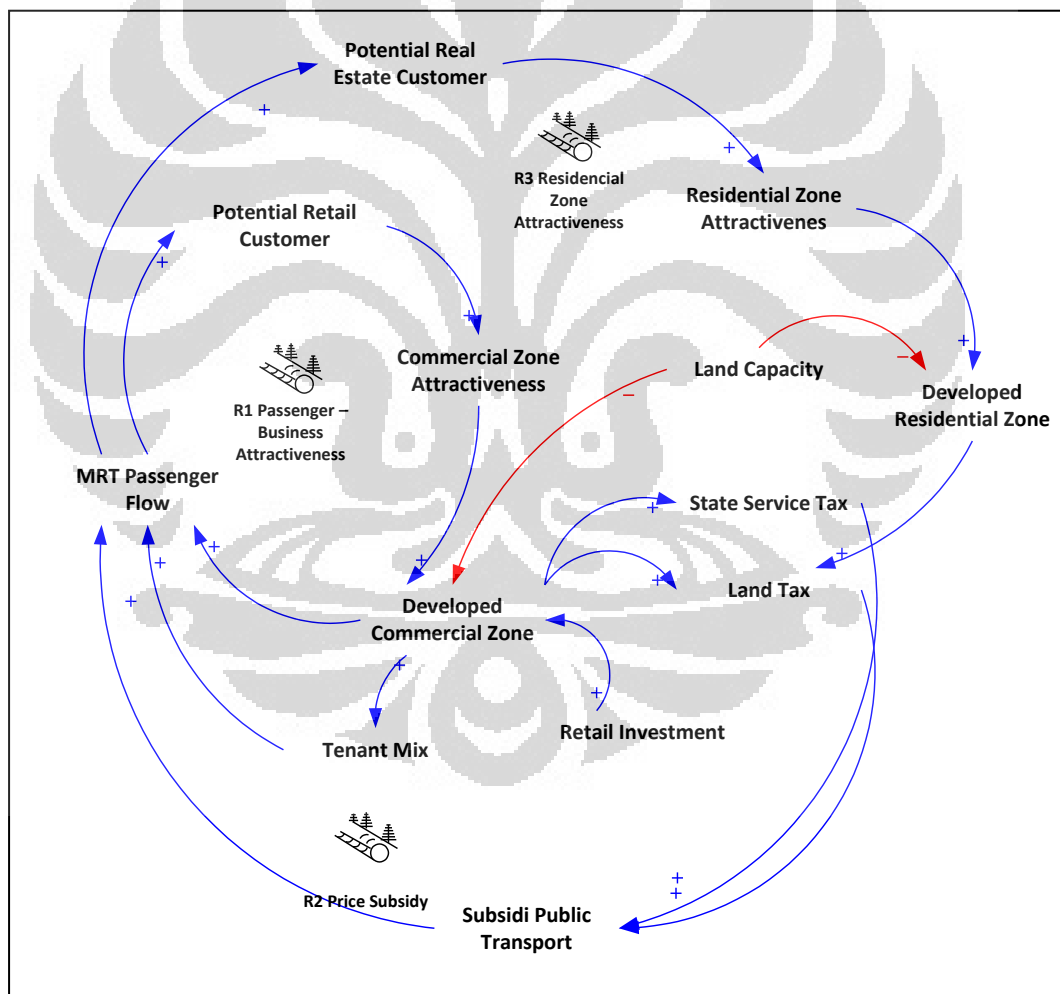 Potential Real
Estate Customer
+
+
R3 Residencial
Zone
Attractiveness
Residential Zone
Attractivenes
Potential Retail
Customer
+
+
+
Commercial Zone
Attractiveness
Land Capacity
−
−
Developed
Residential Zone
R1 Passenger –
Business
Attractiveness
MRT Passenger
Flow
State Service Tax
+
+
+
+
+
+
+
Land Tax
Developed
Commercial Zone
+
+
Retail Investment
Tenant Mix
R2 Price Subsidy
+
+
Subsidi Public
Transport